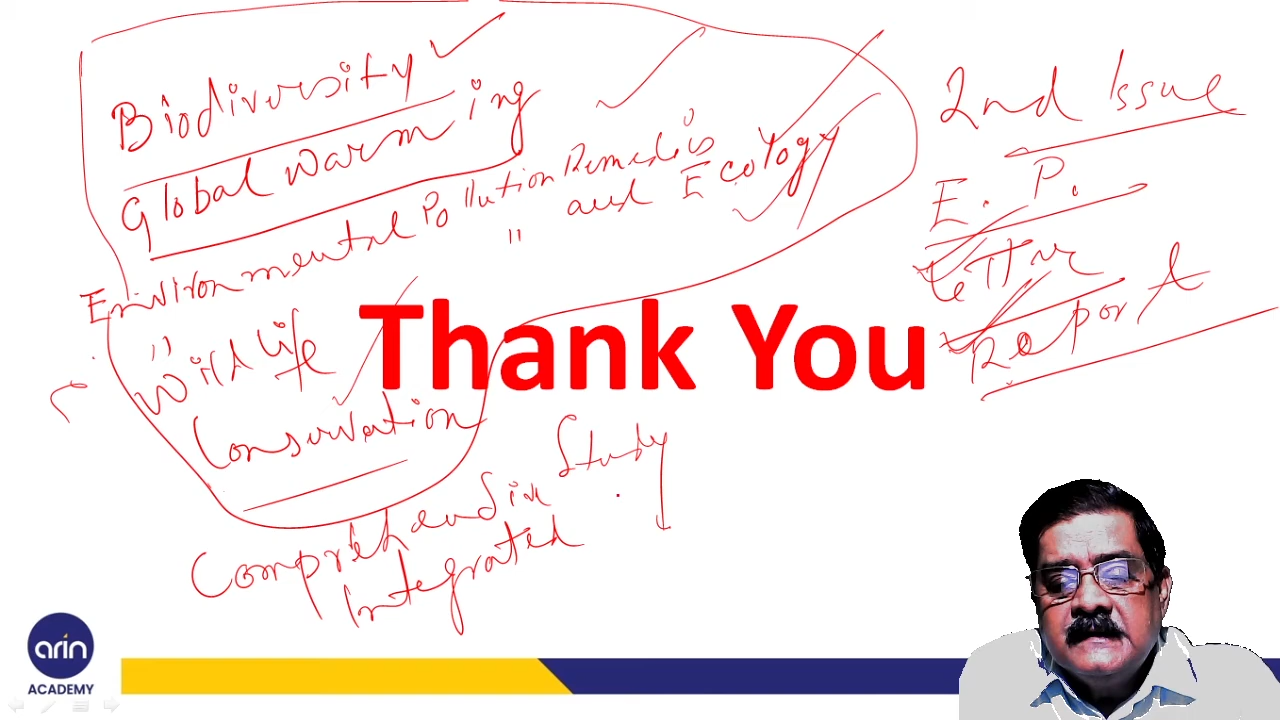 Biodiversity
Global warming
Environmental Pollution Remedies
" and Ecology
" Wild life
Conservation
Study
Integrated
Thank You
2nd Issue
E. P.
Letter
Report
arin
ACADEMY